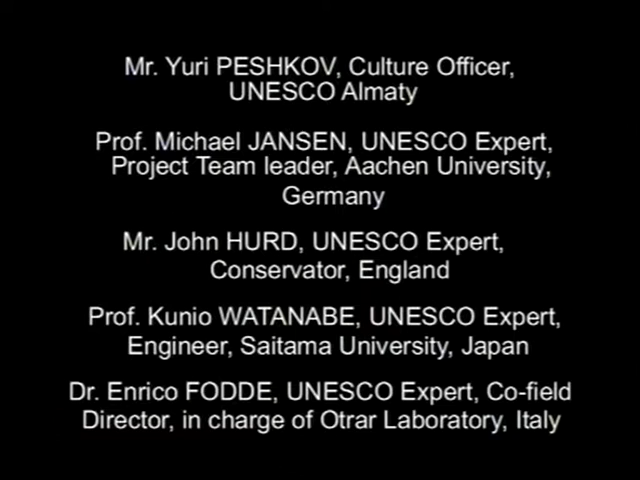 Mr. Yuri PESHKOV, Culture Officer,
UNESCO Almaty
Prof. Michael JANSEN, UNESCO Expert,
Project Team leader, Aachen University,
Germany
Mr. John HURD, UNESCO Expert,
Conservator, England
Prof. Kunio WATANABE, UNESCO Expert,
Engineer, Saitama University, Japan
Dr. Enrico FODDE, UNESCO Expert, Co-field
Director, in charge of Otrar Laboratory, Italy